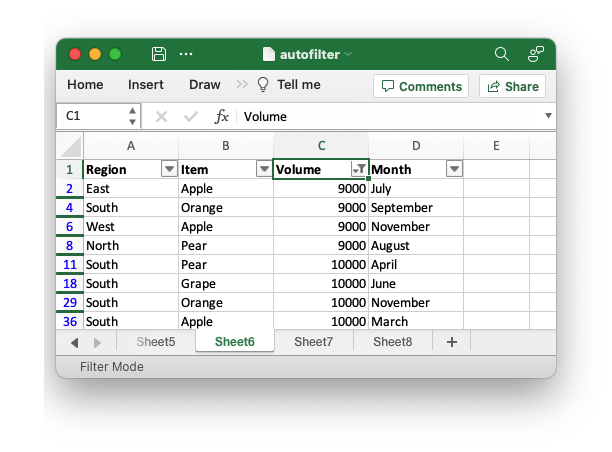 autofilter
Home Insert Draw Tell me Comments Share
C1 fx Volume
A B C D E
1 Region Item Volume Month
2 East Apple 9000 July
4 South Orange 9000 September
6 West Apple 9000 November
8 North Pear 9000 August
11 South Pear 10000 April
18 South Grape 10000 June
29 South Orange 10000 November
36 South Apple 10000 March
Sheet5 Sheet6 Sheet7 Sheet8 +
Filter Mode